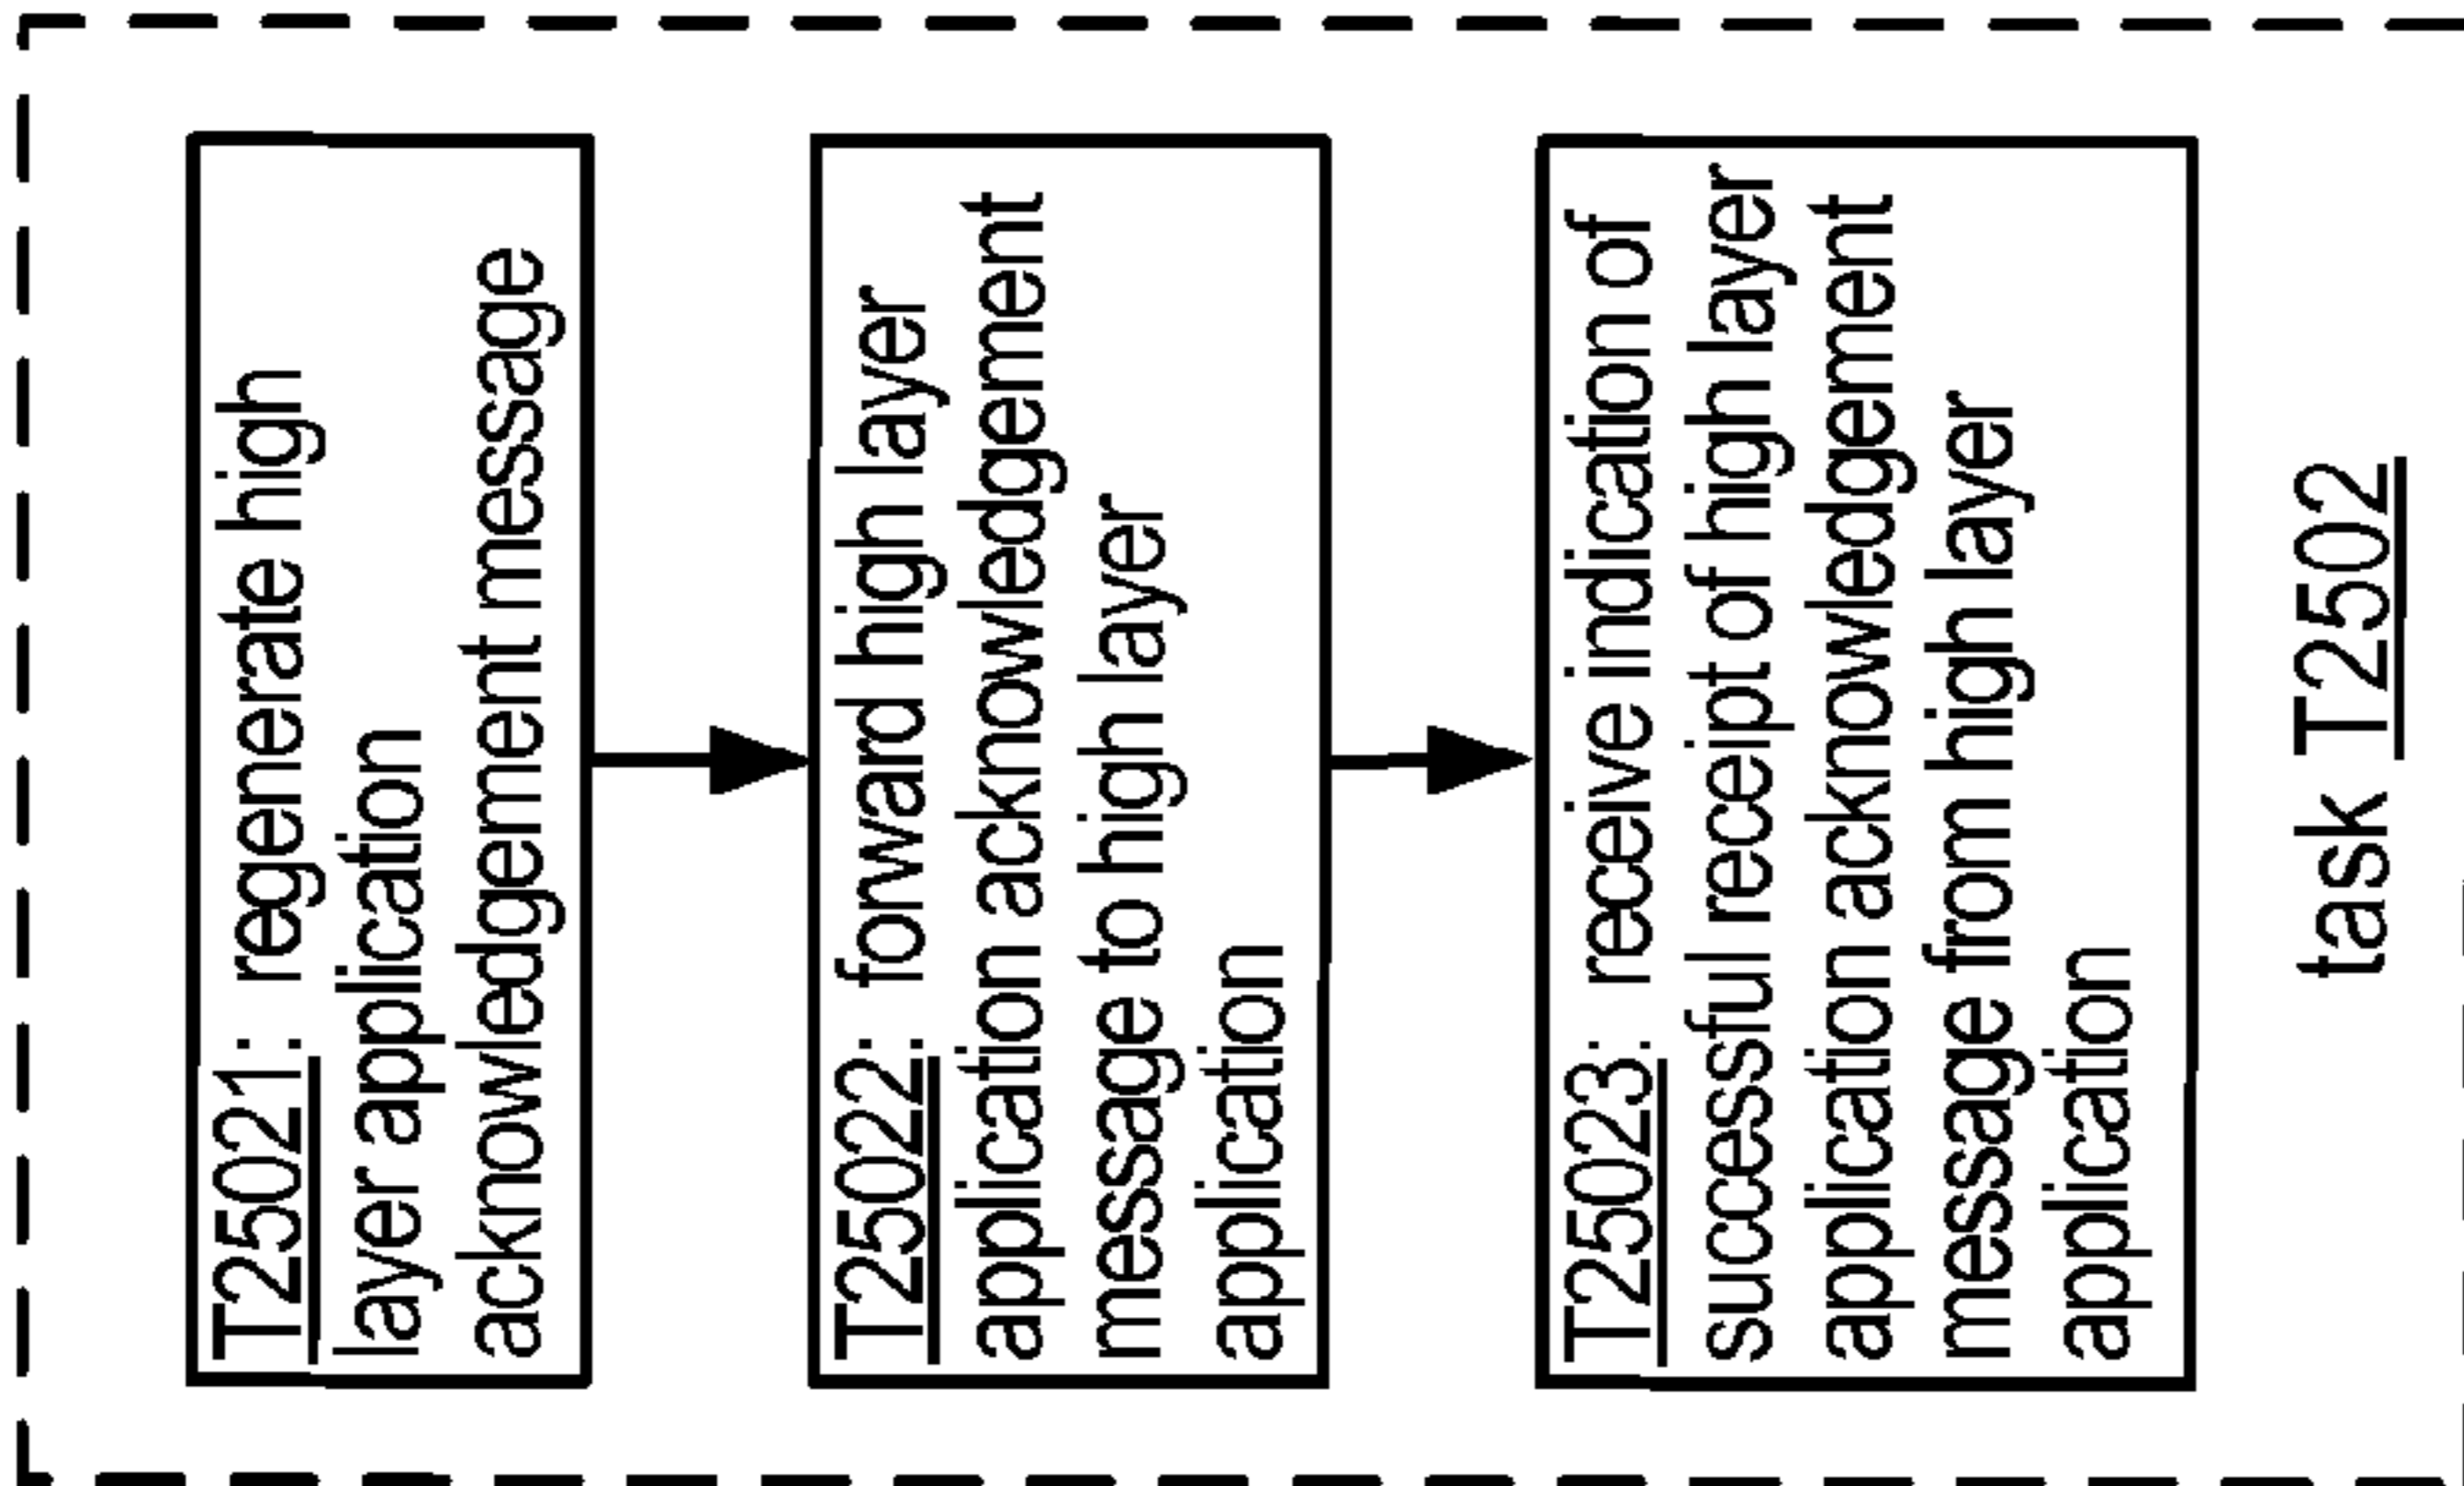 T25021: regenerate high
layer application
acknowledgement message
T25022: forward high layer
application acknowledgement
message to high layer
application
T25023: receive indication of
successful receipt of high layer
application acknowledgement
message from high layer
application
task T2502